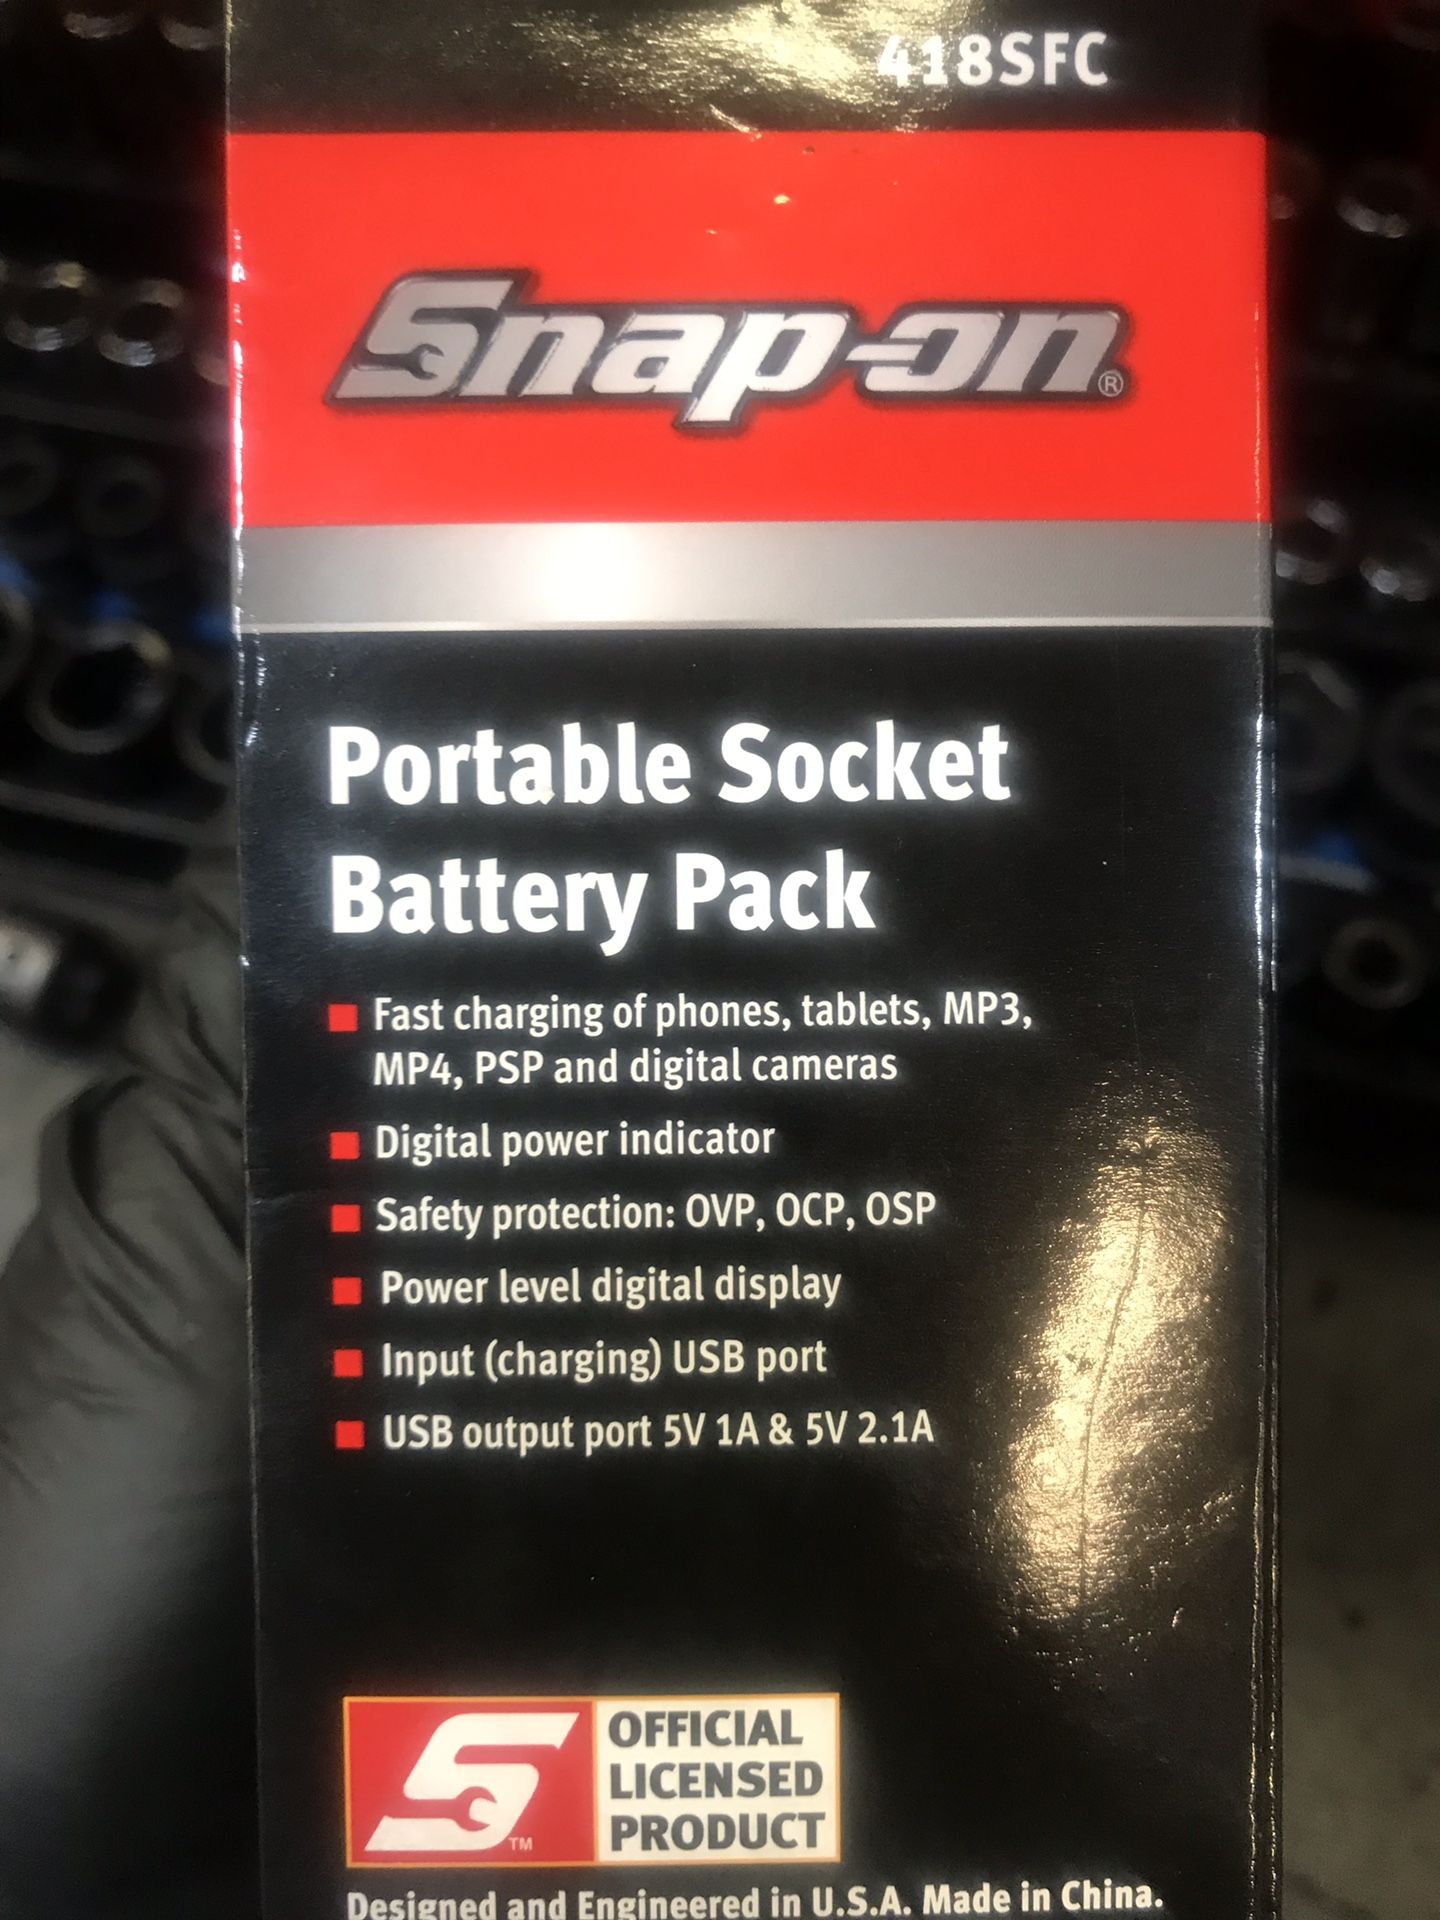 418SFC
Snap-on®
Portable Socket
Battery Pack
Fast charging of phones, tablets, MP3,
MP4, PSP and digital cameras
Digital power indicator
Safety protection: OVP, OCP, OSP
Power level digital display
Input (charging) USB port
USB output port 5V 1A & 5V 2.1A
S™
OFFICIAL
LICENSED
PRODUCT
Designed and Engineered in U.S.A. Made in China.